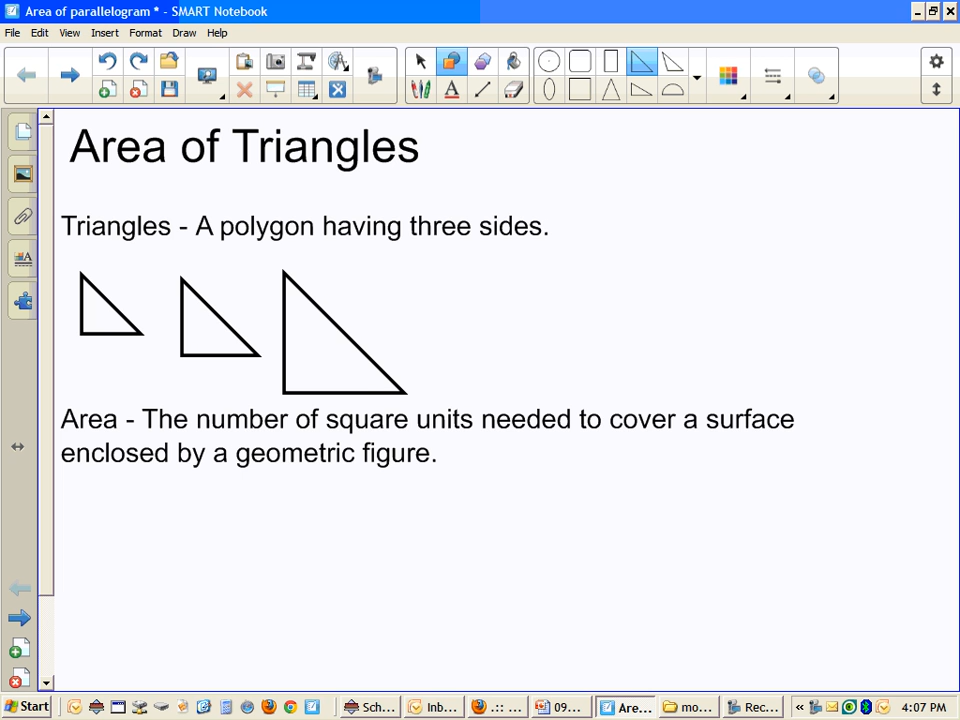 Area of parallelogram * - SMART Notebook
File Edit View Insert Format Draw Help
Area of Triangles
Triangles - A polygon having three sides.
Area - The number of square units needed to cover a surface
enclosed by a geometric figure.
Start Sch... Inb... .:: ... 09... Are... mo... Rec... « 4:07 PM